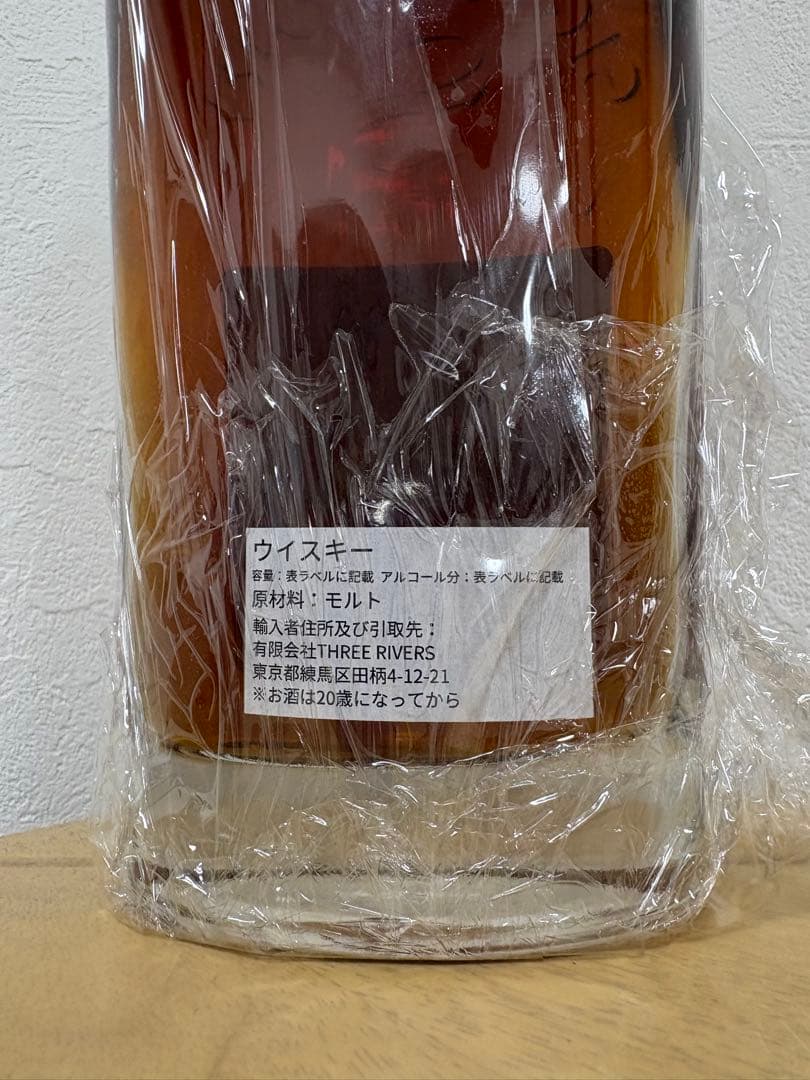 ウイスキー
容量：表ラベルに記載 アルコール分：表ラベルに記載
原材料：モルト
輸入者住所及び引取先：
有限会社THREE RIVERS
東京都練馬区田柄4-12-21
※お酒は20歳になってから